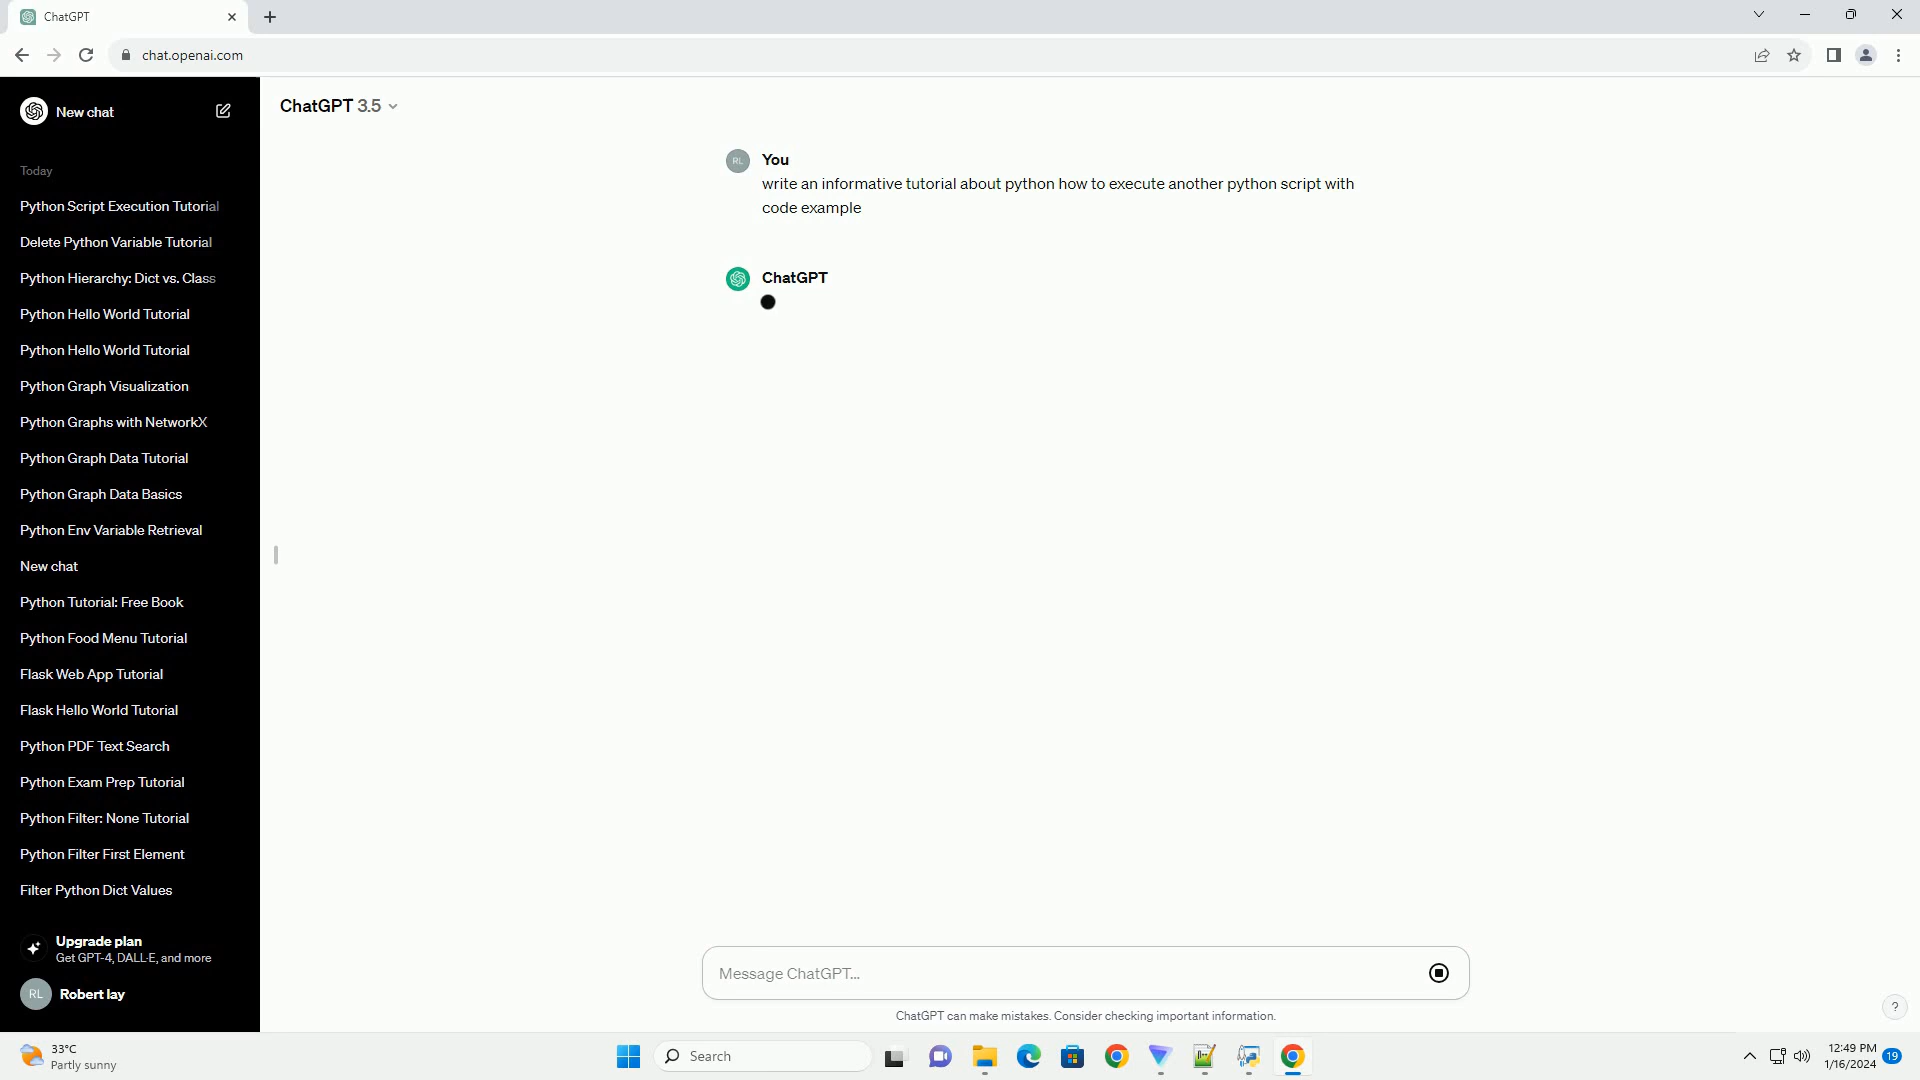 ChatGPT
chat.openai.com
New chat
Today
Python Script Execution Tutorial
Delete Python Variable Tutorial
Python Hierarchy: Dict vs. Class
Python Hello World Tutorial
Python Hello World Tutorial
Python Graph Visualization
Python Graphs with NetworkX
Python Graph Data Tutorial
Python Graph Data Basics
Python Env Variable Retrieval
New chat
Python Tutorial: Free Book
Python Food Menu Tutorial
Flask Web App Tutorial
Flask Hello World Tutorial
Python PDF Text Search
Python Exam Prep Tutorial
Python Filter: None Tutorial
Python Filter First Element
Filter Python Dict Values
Upgrade plan
Get GPT-4, DALL·E, and more
RL Robert lay
ChatGPT 3.5
RL You
write an informative tutorial about python how to execute another python script with
code example
ChatGPT
Message ChatGPT...
ChatGPT can make mistakes. Consider checking important information.
?
33°C
Partly sunny
Search
12:49 PM
1/16/2024
19